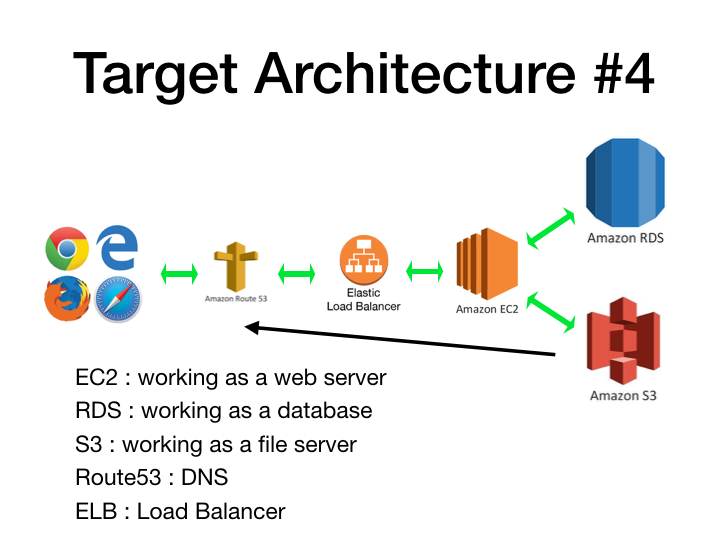 Target Architecture #4
Amazon RDS
Amazon Route 53
Elastic
Load Balancer
Amazon EC2
Amazon S3
EC2 : working as a web server
RDS : working as a database
S3 : working as a file server
Route53 : DNS
ELB : Load Balancer